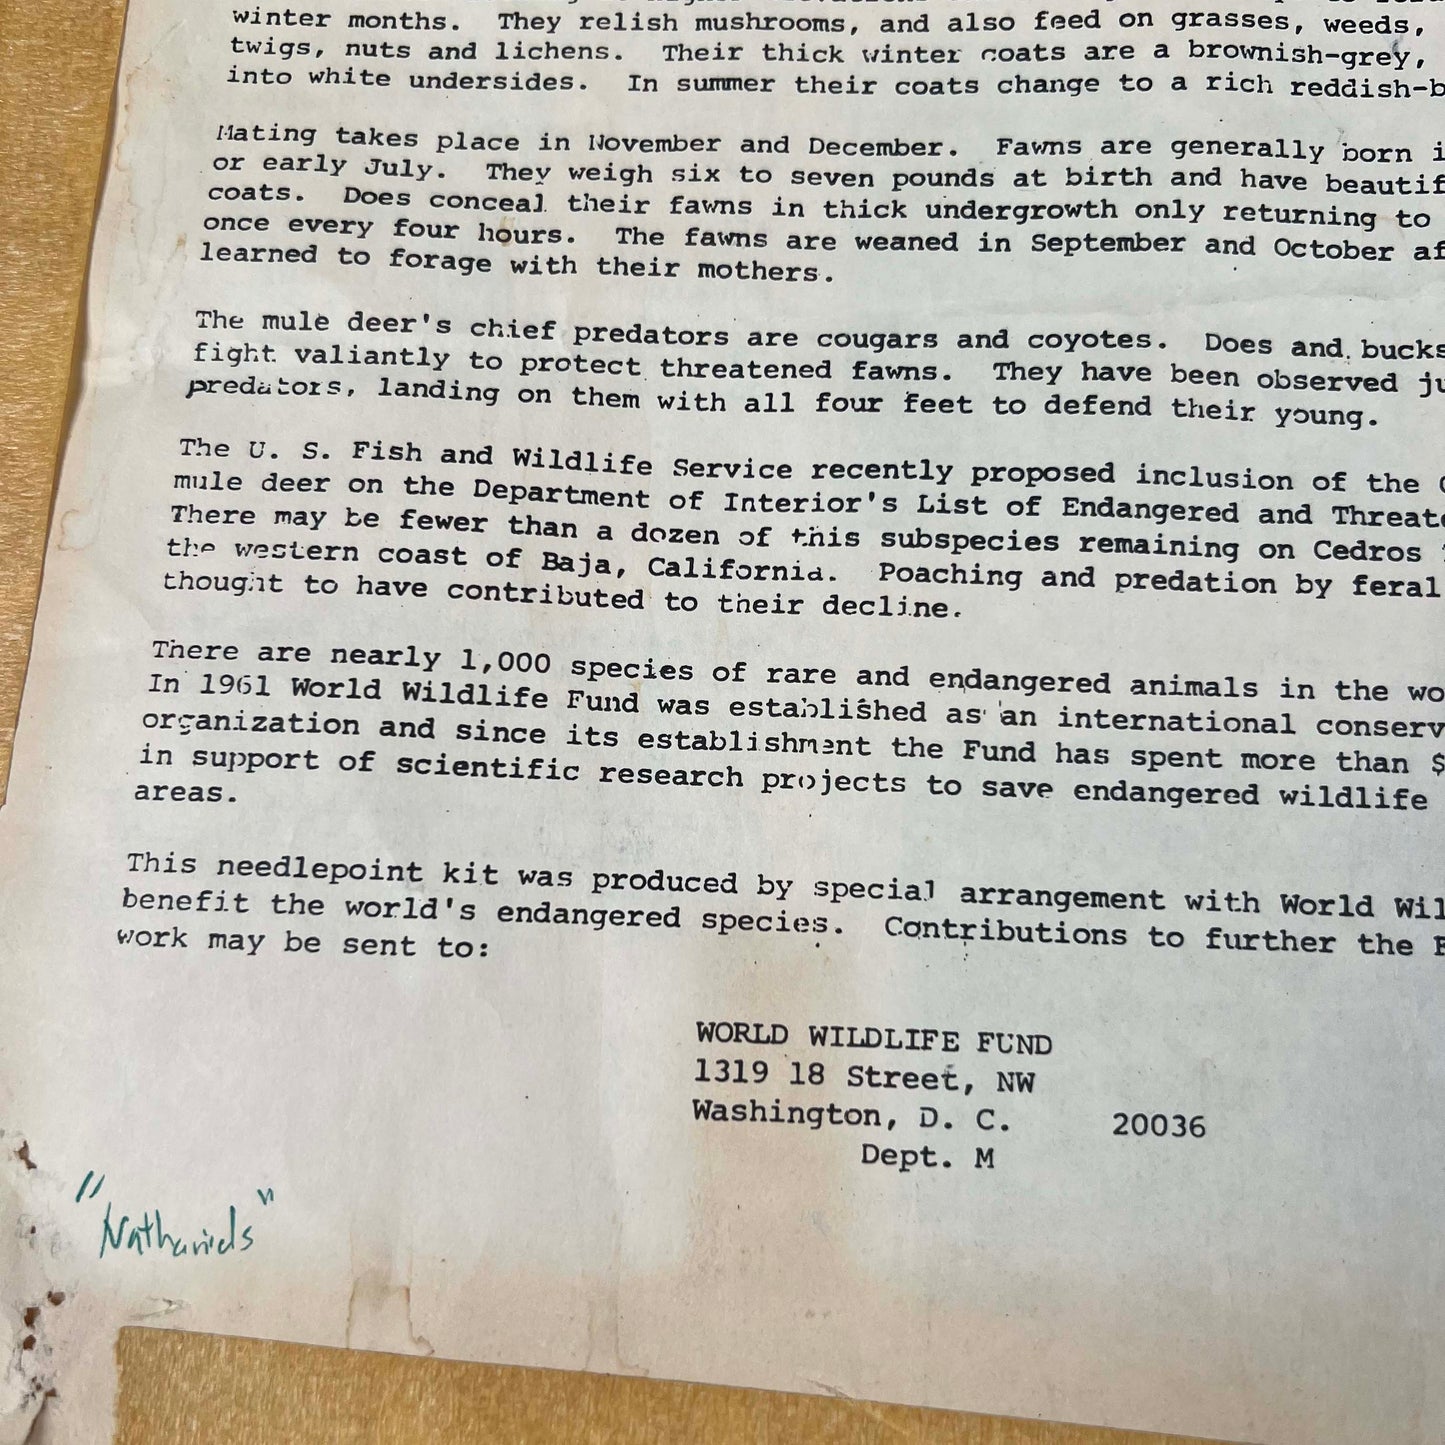 winter months. They relish mushrooms, and also feed on grasses, weeds,
twigs, nuts and lichens. Their thick winter coats are a brownish-grey,
into white undersides. In summer their coats change to a rich reddish-b
Mating takes place in November and December. Fawns are generally born i
or early July. They weigh six to seven pounds at birth and have beautif
coats. Does conceal their fawns in thick undergrowth only returning to
once every four hours. The fawns are weaned in September and October af
learned to forage with their mothers.
The mule deer's chief predators are cougars and coyotes. Does and bucks
fight valiantly to protect threatened fawns. They have been observed ju
predators, landing on them with all four feet to defend their young.
The U. S. Fish and Wildlife Service recently proposed inclusion of the
mule deer on the Department of Interior's List of Endangered and Threat
There may be fewer than a dozen of this subspecies remaining on Cedros
the western coast of Baja, California. Poaching and predation by feral
thought to have contributed to their decline.
There are nearly 1,000 species of rare and endangered animals in the wo
In 1961 World Wildlife Fund was established as an international conserv
organization and since its establishment the Fund has spent more than $
in support of scientific research projects to save endangered wildlife
areas.
This needlepoint kit was produced by special arrangement with World Wil
benefit the world's endangered species. Contributions to further the F
work may be sent to:
WORLD WILDLIFE FUND
1319 18 Street, NW
Washington, D. C. 20036
Dept. M
"Nathaniels"